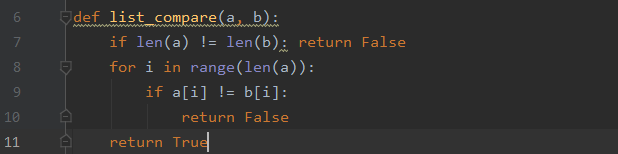 6 def list_compare(a, b):
7 if len(a) != len(b): return False
8 for i in range(len(a)):
9 if a[i] != b[i]:
10 return False
11 return True